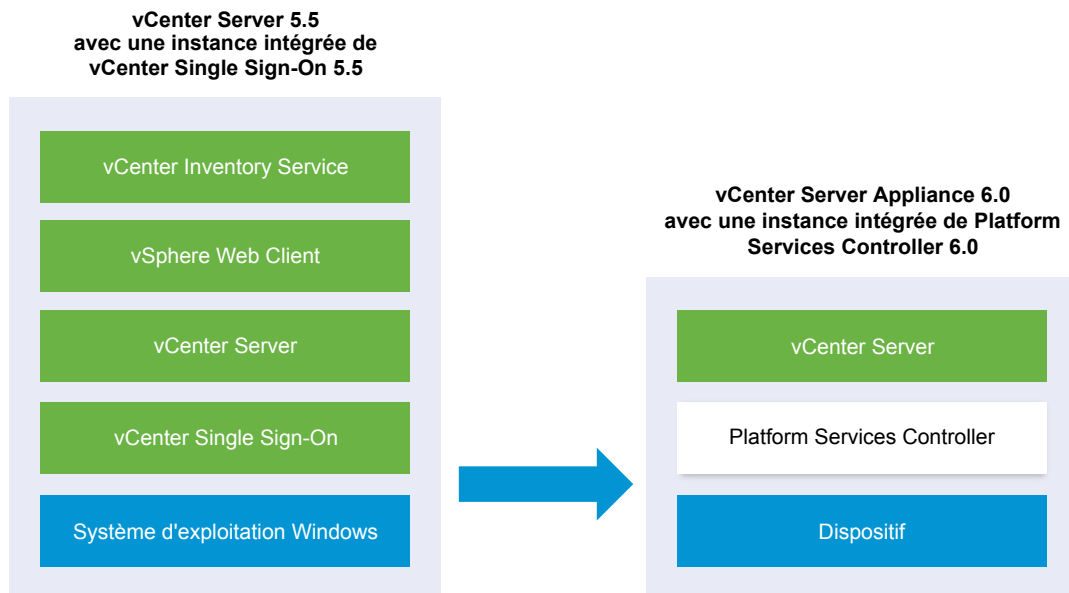 vCenter Server 5.5
avec une instance intégrée de
vCenter Single Sign-On 5.5
vCenter Inventory Service
vSphere Web Client
vCenter Server
vCenter Single Sign-On
Système d'exploitation Windows
vCenter Server Appliance 6.0
avec une instance intégrée de Platform
Services Controller 6.0
vCenter Server
Platform Services Controller
Dispositif